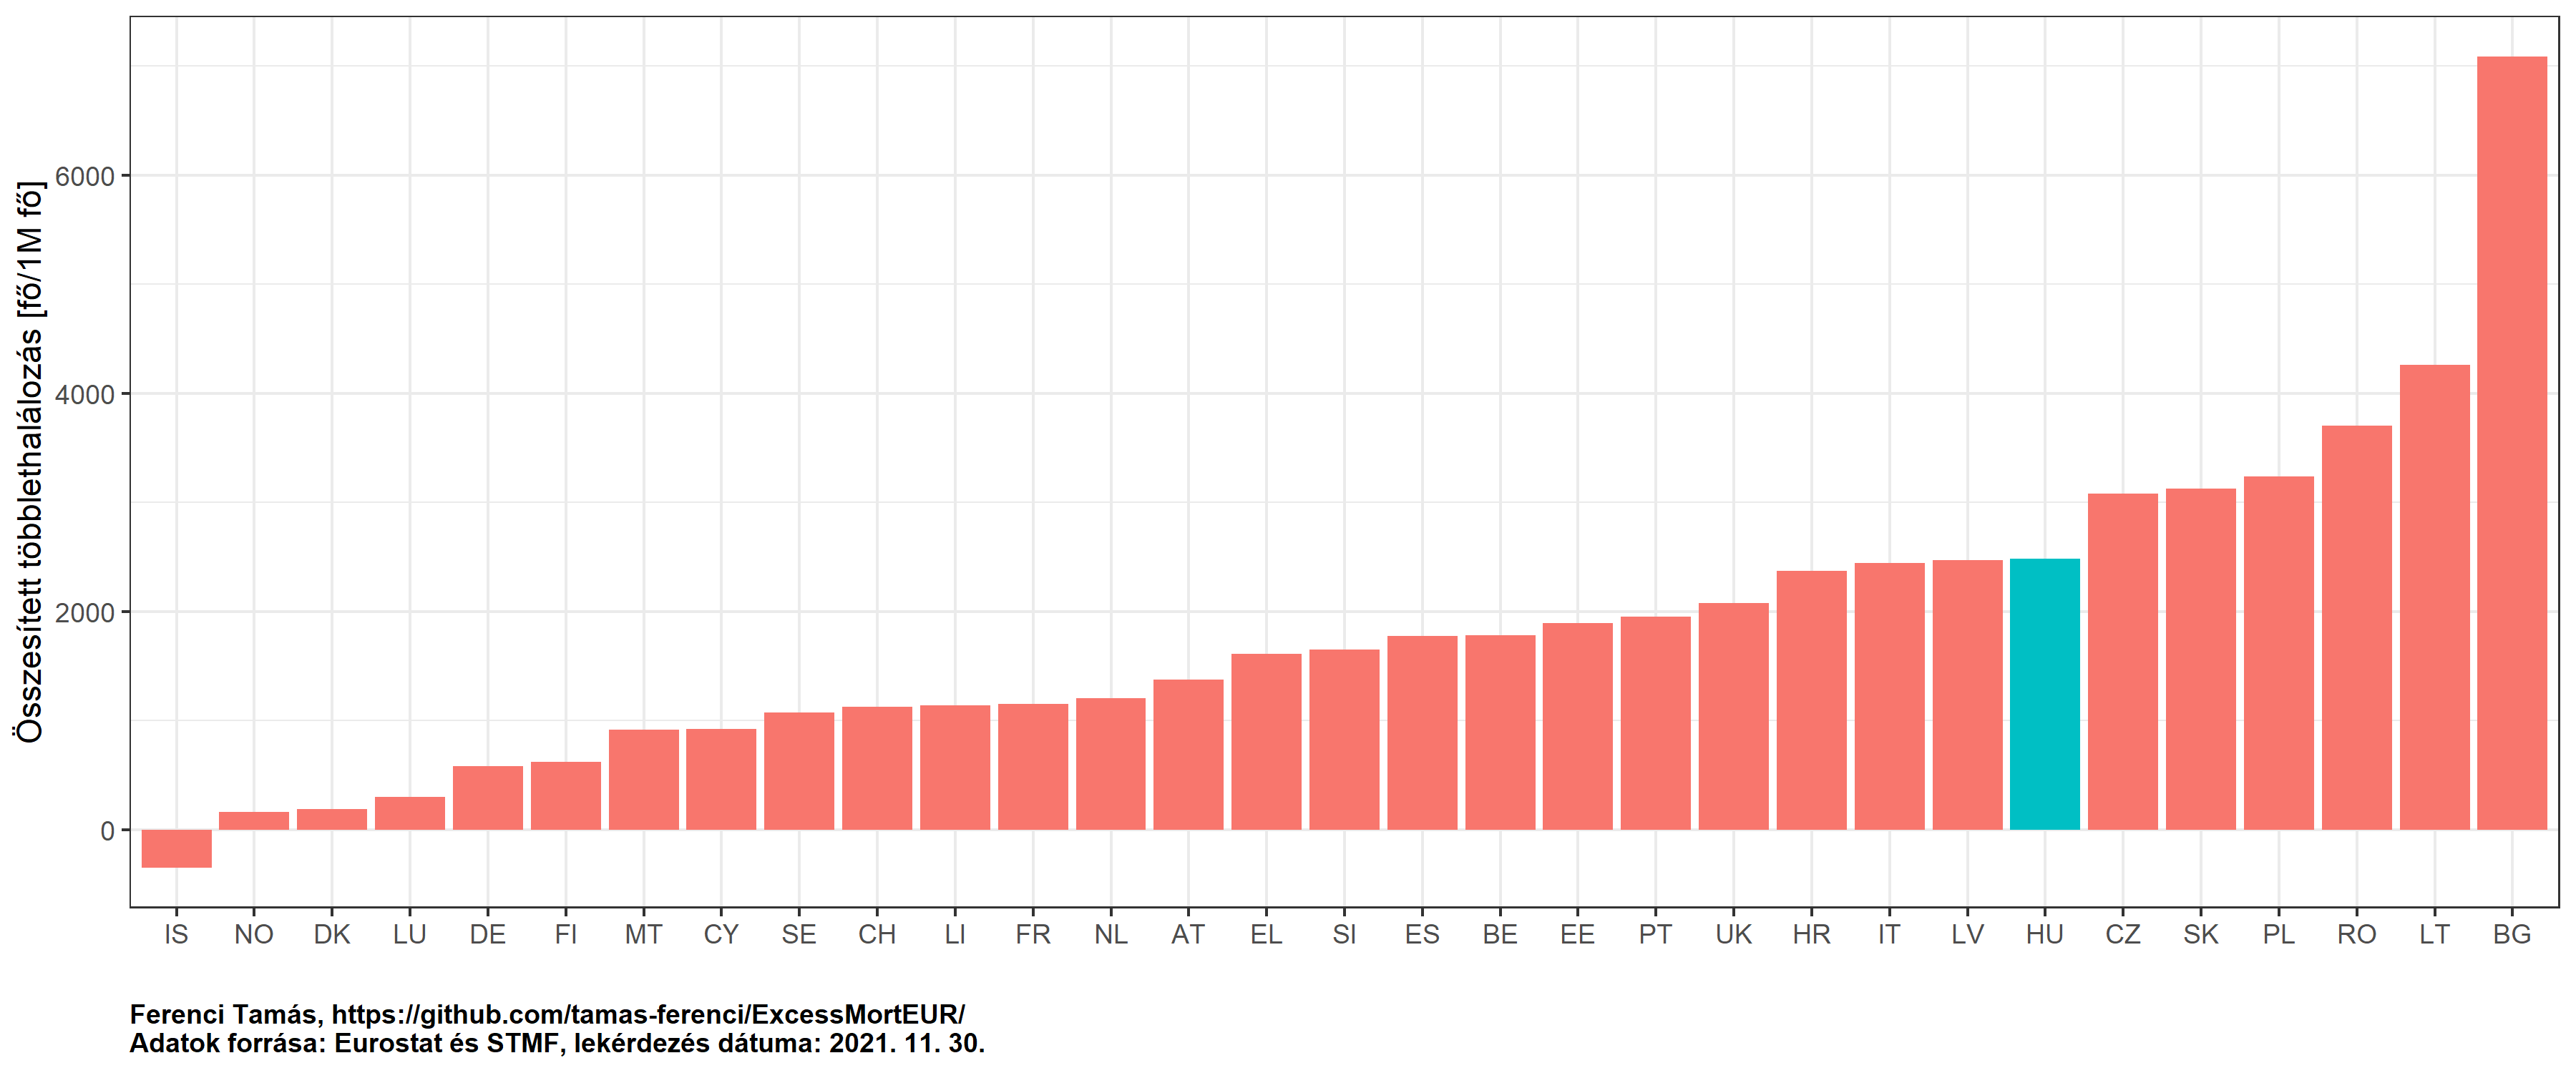 Összesített többlethalálozás [fő/1M fő]
6000
4000
2000
0
IS NO DK LU DE FI MT CY SE CH LI FR NL AT EL SI ES BE EE PT UK HR IT LV HU CZ SK PL RO LT BG
Ferenci Tamás, https://github.com/tamas-ferenci/ExcessMortEUR/
Adatok forrása: Eurostat és STMF, lekérdezés dátuma: 2021. 11. 30.